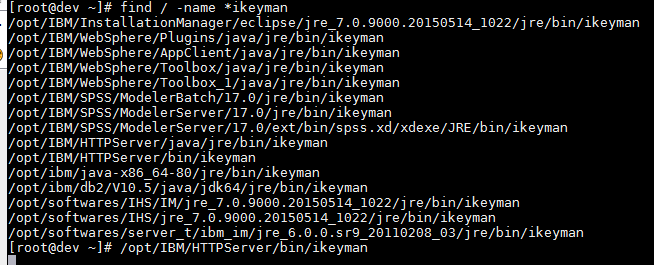 [root@dev ~]# find / -name *ikeyman
/opt/IBM/InstallationManager/eclipse/jre_7.0.9000.20150514_1022/jre/bin/ikeyman
/opt/IBM/WebSphere/Plugins/java/jre/bin/ikeyman
/opt/IBM/WebSphere/AppClient/java/jre/bin/ikeyman
/opt/IBM/WebSphere/Toolbox/java/jre/bin/ikeyman
/opt/IBM/WebSphere/Toolbox_1/java/jre/bin/ikeyman
/opt/IBM/SPSS/ModelerBatch/17.0/jre/bin/ikeyman
/opt/IBM/SPSS/ModelerServer/17.0/jre/bin/ikeyman
/opt/IBM/SPSS/ModelerServer/17.0/ext/bin/spss.xd/xdexe/JRE/bin/ikeyman
/opt/IBM/HTTPServer/java/jre/bin/ikeyman
/opt/IBM/HTTPServer/bin/ikeyman
/opt/ibm/java-x86_64-80/jre/bin/ikeyman
/opt/ibm/db2/V10.5/java/jdk64/jre/bin/ikeyman
/opt/softwares/IHS/IM/jre_7.0.9000.20150514_1022/jre/bin/ikeyman
/opt/softwares/IHS/jre_7.0.9000.20150514_1022/jre/bin/ikeyman
/opt/softwares/server_t/ibm_im/jre_6.0.0.sr9_20110208_03/jre/bin/ikeyman
[root@dev ~]# /opt/IBM/HTTPServer/bin/ikeyman